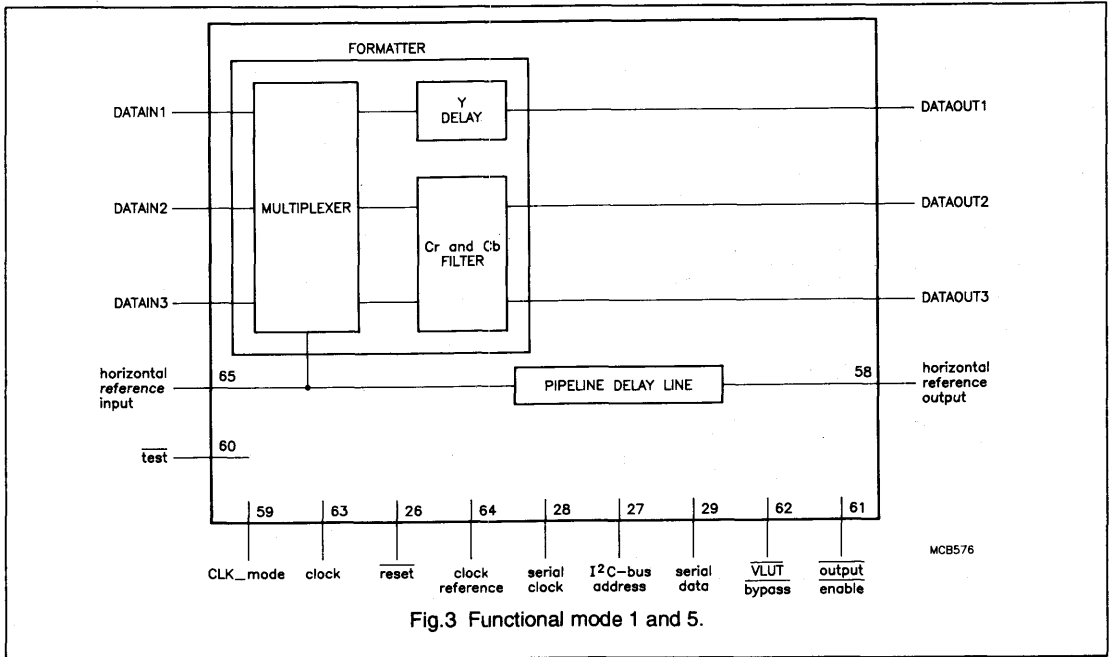 FORMATTER
DATAIN1
Y
DELAY
DATAOUT1
DATAIN2
MULTIPLEXER
Cr and Cb
FILTER
DATAOUT2
DATAIN3
DATAOUT3
horizontal
reference
input
65
PIPELINE DELAY LINE
58
horizontal
reference
output
test
60
59
63
26
64
28
27
29
62
61
MCB576
CLK_mode
clock
reset
clock
reference
serial
clock
I²C-bus
address
serial
data
VLUT
bypass
output
enable
Fig.3 Functional mode 1 and 5.